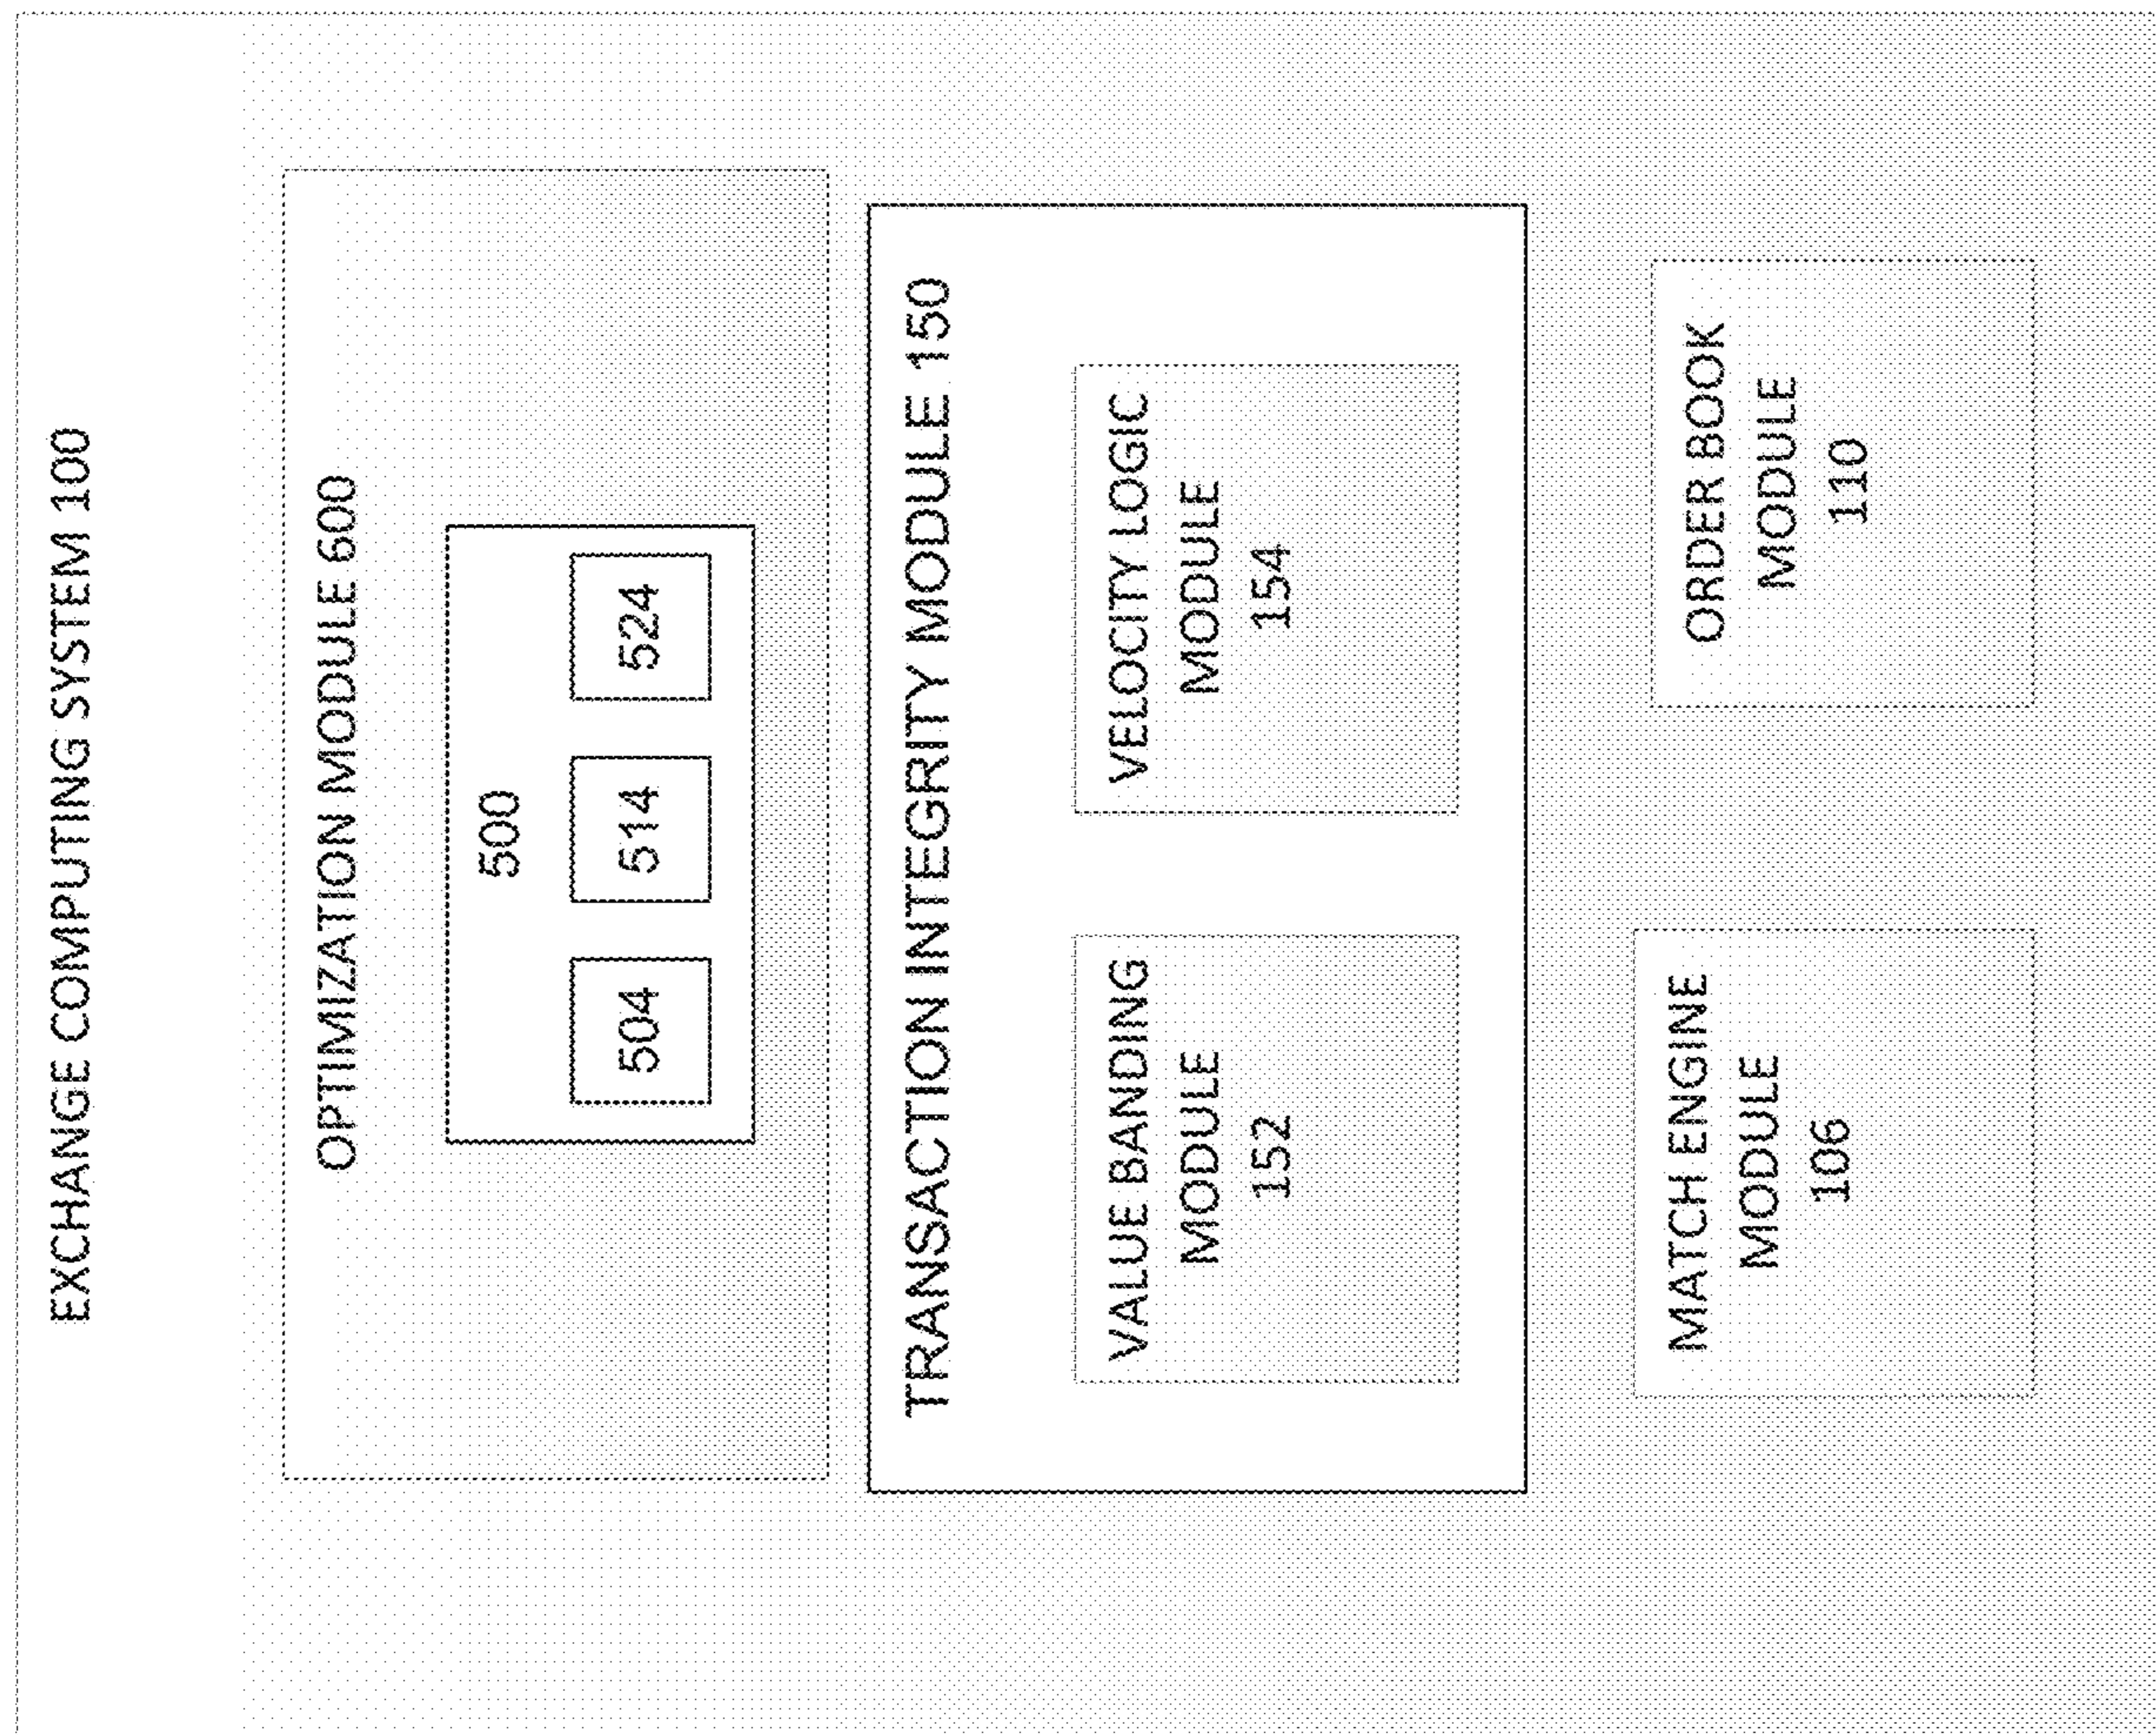 EXCHANGE COMPUTING SYSTEM 100
OPTIMIZATION MODULE 600
500
504
514
524
TRANSACTION INTEGRITY MODULE 150
VALUE BANDING
MODULE
152
VELOCITY LOGIC
MODULE
154
MATCH ENGINE
MODULE
106
ORDER BOOK
MODULE
110